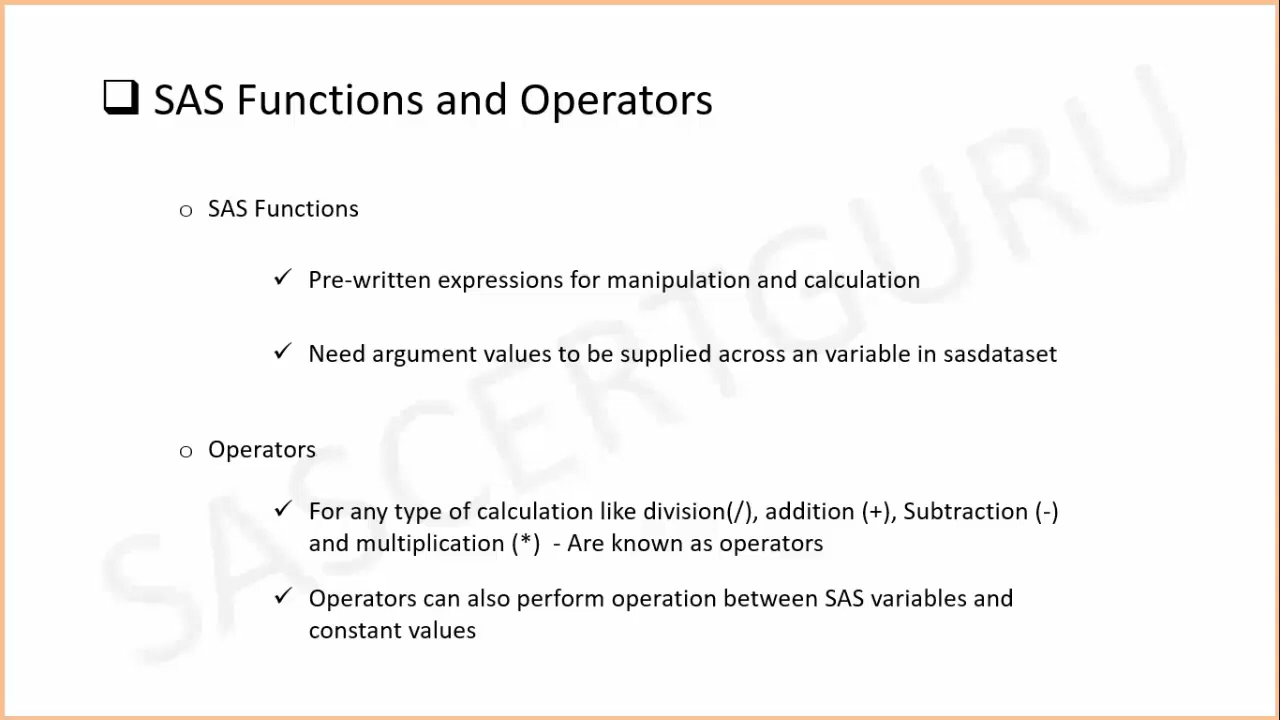 SAS Functions and Operators
SAS Functions
Pre-written expressions for manipulation and calculation
Need argument values to be supplied across an variable in sasdataset
Operators
For any type of calculation like division(/), addition (+), Subtraction (-)
and multiplication (*)  - Are known as operators
Operators can also perform operation between SAS variables and
constant values
SASCERTGURU